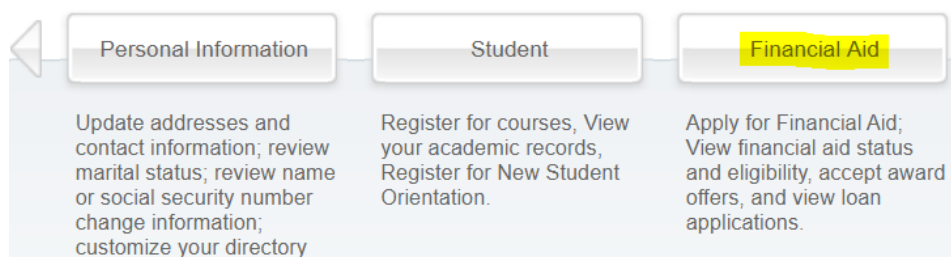 Personal Information
Student
Financial Aid
Update addresses and
contact information; review
marital status; review name
or social security number
change information;
customize your directory
Register for courses, View
your academic records,
Register for New Student
Orientation.
Apply for Financial Aid;
View financial aid status
and eligibility, accept award
offers, and view loan
applications.